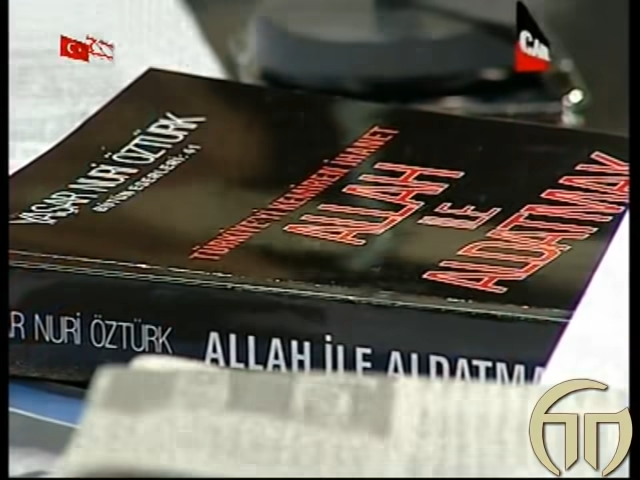 YAŞAR NURİ ÖZTÜRK
BÜTÜN ESERLERİ: 41
TÜRKİYE'Yİ KEMİREN İHANET
ALLAH
İLE
ALDATMAK
AR NURİ ÖZTÜRK
ALLAH İLE ALDATMA